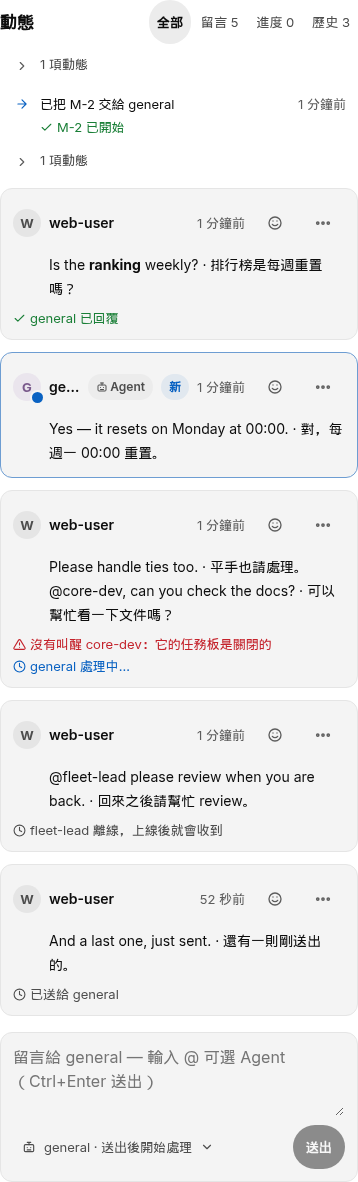 動態 全部 留言 5 進度 0 歷史 3
1 項動態
已把 M-2 交給 general 1 分鐘前
M-2 已開始
1 項動態
W web-user 1 分鐘前
Is the ranking weekly? · 排行榜是每週重置
嗎？
general 已回覆
G ge... Agent 新 1 分鐘前
Yes — it resets on Monday at 00:00. · 對，每
週一 00:00 重置。
W web-user 1 分鐘前
Please handle ties too. · 平手也請處理。
@core-dev, can you check the docs? · 可以
幫忙看一下文件嗎？
沒有叫醒 core-dev：它的任務板是關閉的
general 處理中...
W web-user 1 分鐘前
@fleet-lead please review when you are
back. · 回來之後請幫忙 review。
fleet-lead 離線，上線後就會收到
W web-user 52 秒前
And a last one, just sent. · 還有一則剛送出
的。
已送給 general
留言給 general — 輸入 @ 可選 Agent
（Ctrl+Enter 送出）
general · 送出後開始處理 送出